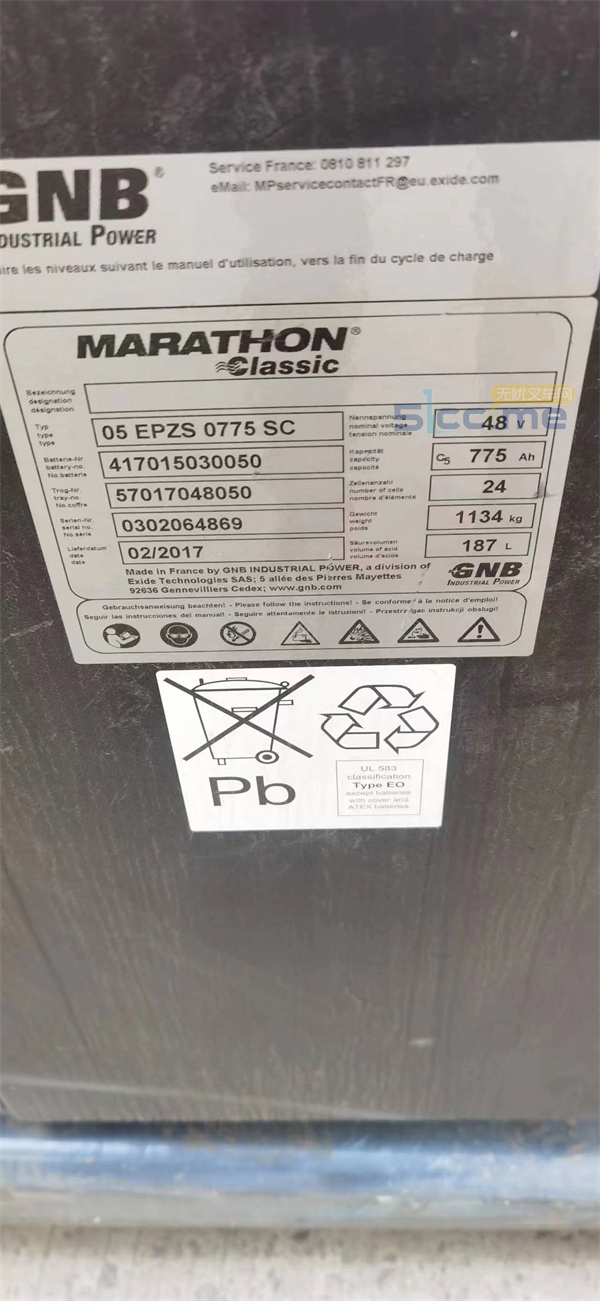 GNB®
INDUSTRIAL POWER
Service France: 0810 811 297
eMail: MPservicecontactFR@eu.exide.com
ire les niveaux suivant le manuel d'utilisation, vers la fin du cycle de charge
MARATHON®
Classic
Bezeichnung
designation
désignation
Typ
type
type
05 EPZS 0775 SC
Batterie-Nr
battery-no.
No.batterie
417015030050
Trog-Nr.
tray-no.
No.coffre
57017048050
Serien-Nr.
serial no.
No.série
0302064869
Lieferdatum
date
date
02/2017
Nennspannung
nominal voltage
tension nominale
48 V
Kapazität
capacity
capacité
C5 775 Ah
Zellenanzahl
number of cells
nombre d'éléments
24
Gewicht
weight
poids
1134 kg
Säurevolumen
volume of acid
volume d'acide
187 L
Made in France by GNB INDUSTRIAL POWER, a division of
Exide Technologies SAS; 5 allée des Pierres Mayettes
92636 Gennevilliers Cedex; www.gnb.com
GNB
INDUSTRIAL POWER
Gebrauchsanweisung beachten! - Please follow the instructions! - Se conformer à la notice d'emploi!
Seguir las instrucciones del manual! - Seguire attentamente le istruzioni! - Przestrzegac instrukcji obslugi!
Pb
UL 583
classification
Type EO
except batteries
with cover and
ATEX batteries
无忧叉车网
51cc.me